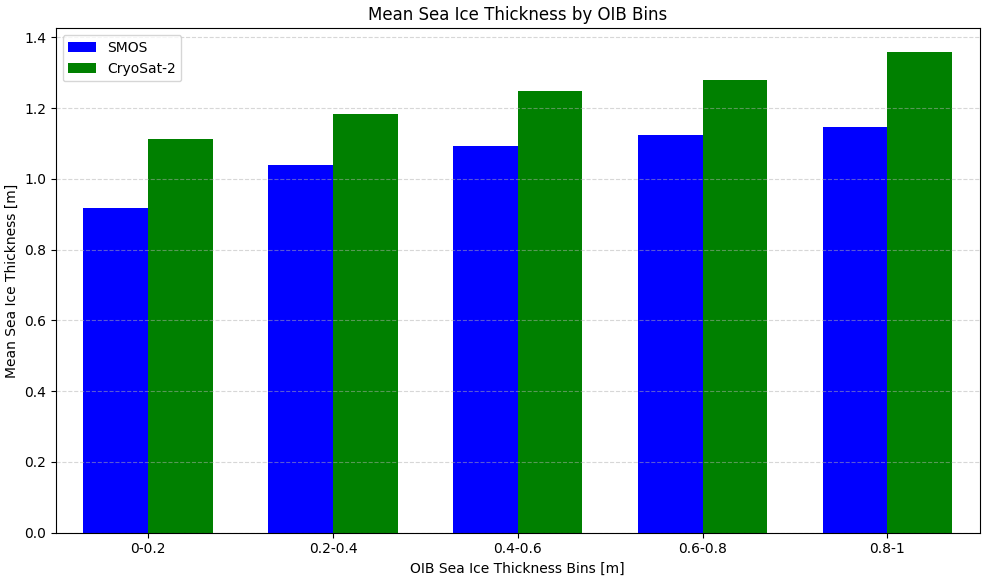 Mean Sea Ice Thickness by OIB Bins
SMOS
CryoSat-2
Mean Sea Ice Thickness [m]
1.4
1.2
1.0
0.8
0.6
0.4
0.2
0.0
0-0.2
0.2-0.4
0.4-0.6
0.6-0.8
0.8-1
OIB Sea Ice Thickness Bins [m]